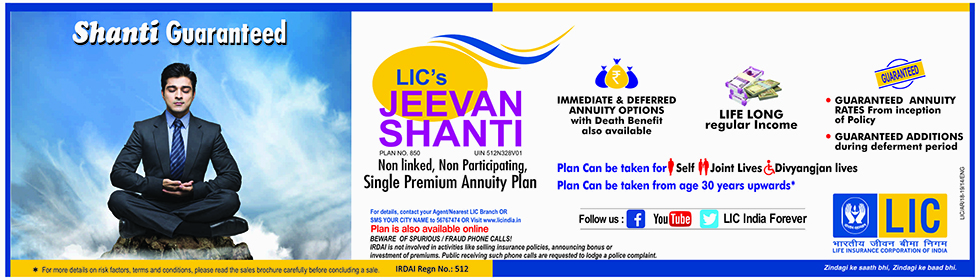 Shanti Guaranteed
LIC's
JEEVAN
SHANTI
PLAN NO. 850 UIN 512N328V01
Non linked, Non Participating,
Single Premium Annuity Plan
IMMEDIATE & DEFERRED
ANNUITY OPTIONS
with Death Benefit
also available
LIFE LONG
regular Income
GUARANTEED
• GUARANTEED ANNUITY
RATES From inception
of Policy
• GUARANTEED ADDITIONS
during deferment period
Plan Can be taken for Self Joint Lives Divyangjan lives
Plan Can be taken from age 30 years upwards*
For details, contact your Agent/Nearest LIC Branch OR
SMS YOUR CITY NAME to 56767474 OR Visit www.licindia.in
Plan is also available online
BEWARE OF SPURIOUS / FRAUD PHONE CALLS!
IRDAI is not involved in activities like selling insurance policies, announcing bonus or
investment of premiums. Public receiving such phone calls are requested to lodge a police complaint.
Follow us : f YouTube LIC India Forever
LIC
भारतीय जीवन बीमा निगम
LIFE INSURANCE CORPORATION OF INDIA
LIC/AR/18-19/14/ENG
* For more details on risk factors, terms and conditions, please read the sales brochure carefully before concluding a sale.
IRDAI Regn No.: 512
Zindagi ke saath bhi, Zindagi ke baad bhi.